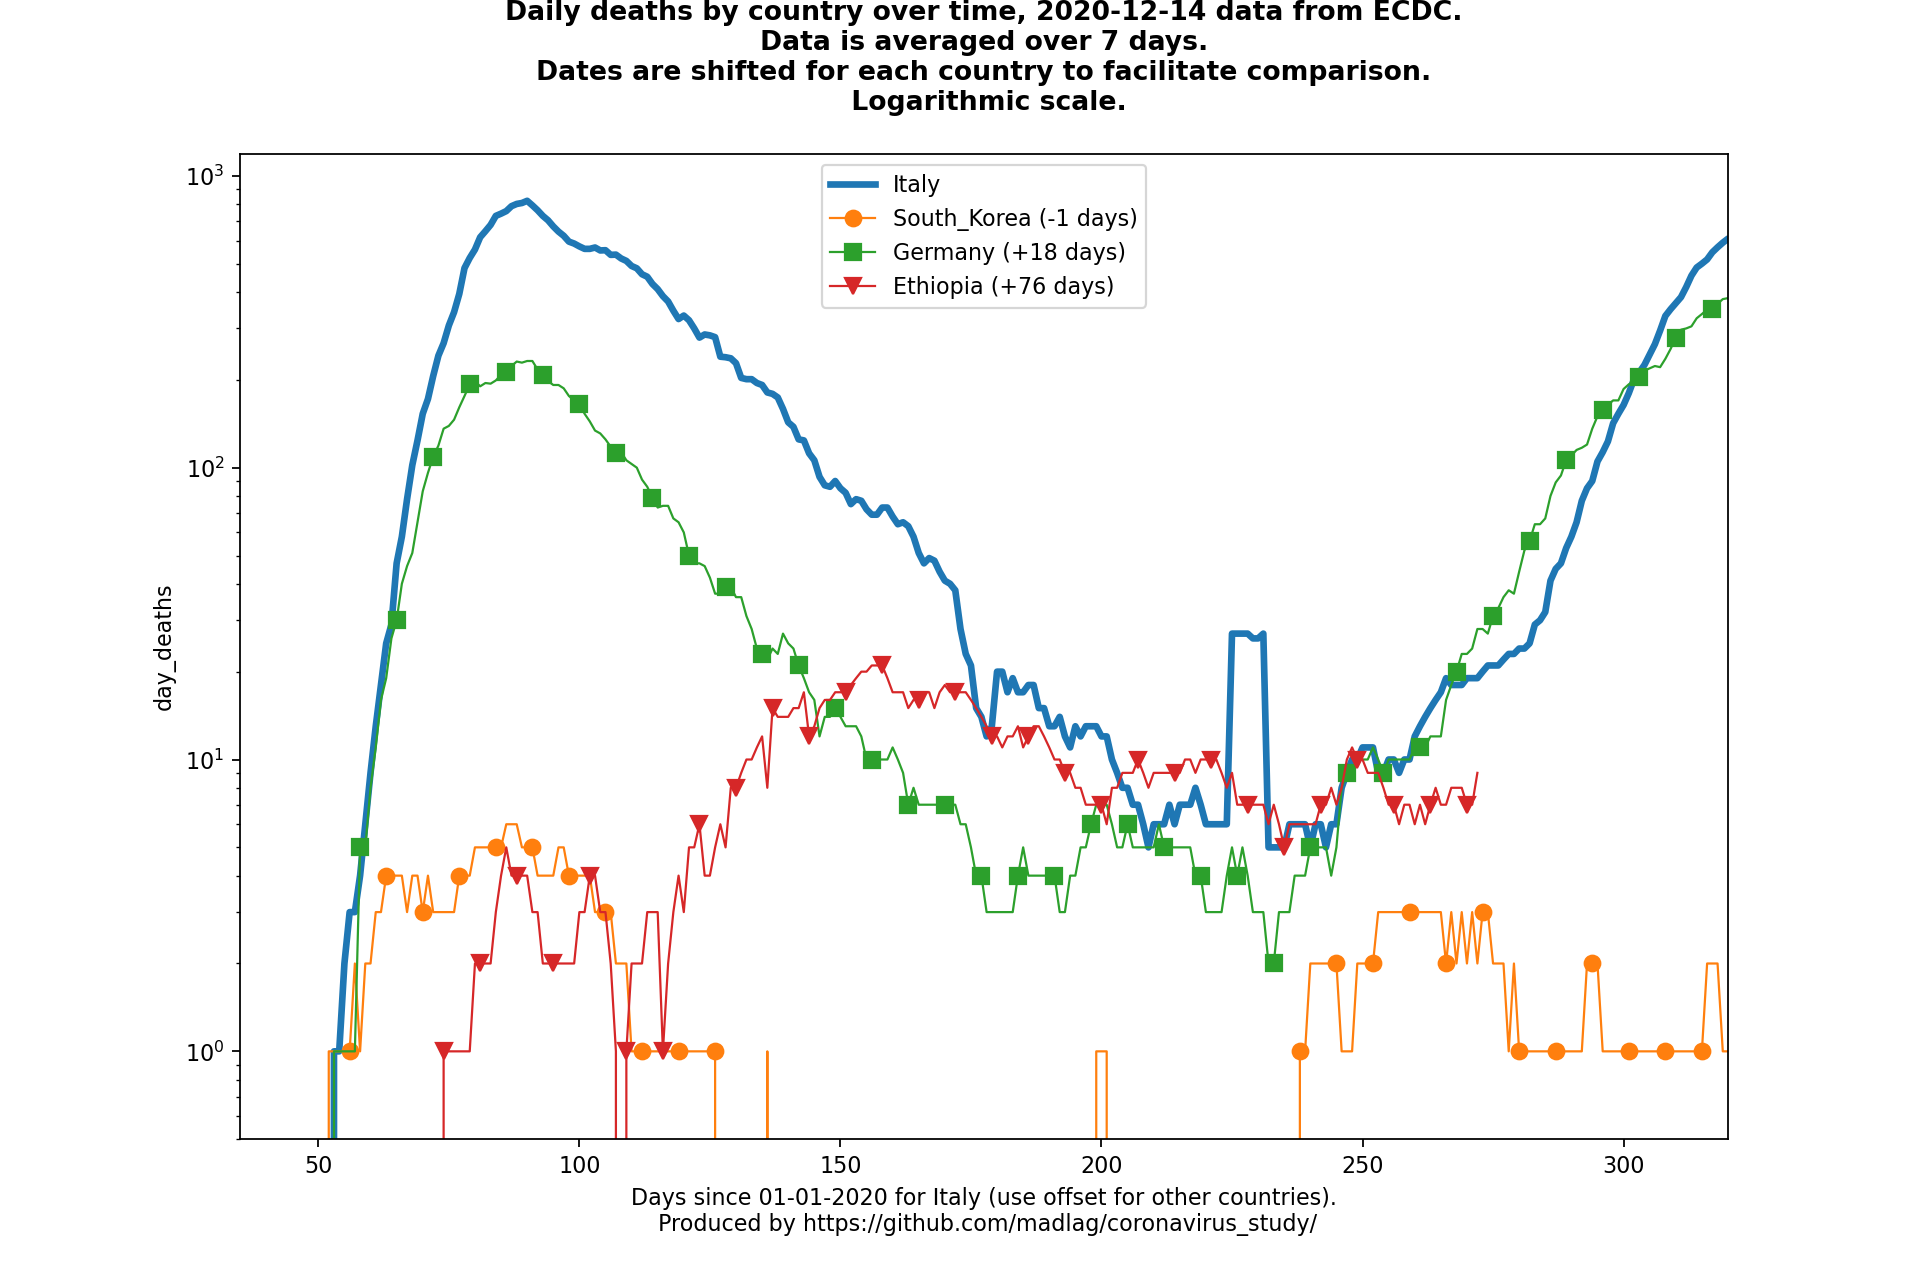 Daily deaths by country over time, 2020-12-14 data from ECDC.
Data is averaged over 7 days.
Dates are shifted for each country to facilitate comparison.
Logarithmic scale.
10³
10²
10¹
10⁰
day_deaths
Italy
South_Korea (-1 days)
Germany (+18 days)
Ethiopia (+76 days)
50 100 150 200 250 300
Days since 01-01-2020 for Italy (use offset for other countries).
Produced by https://github.com/madlag/coronavirus_study/